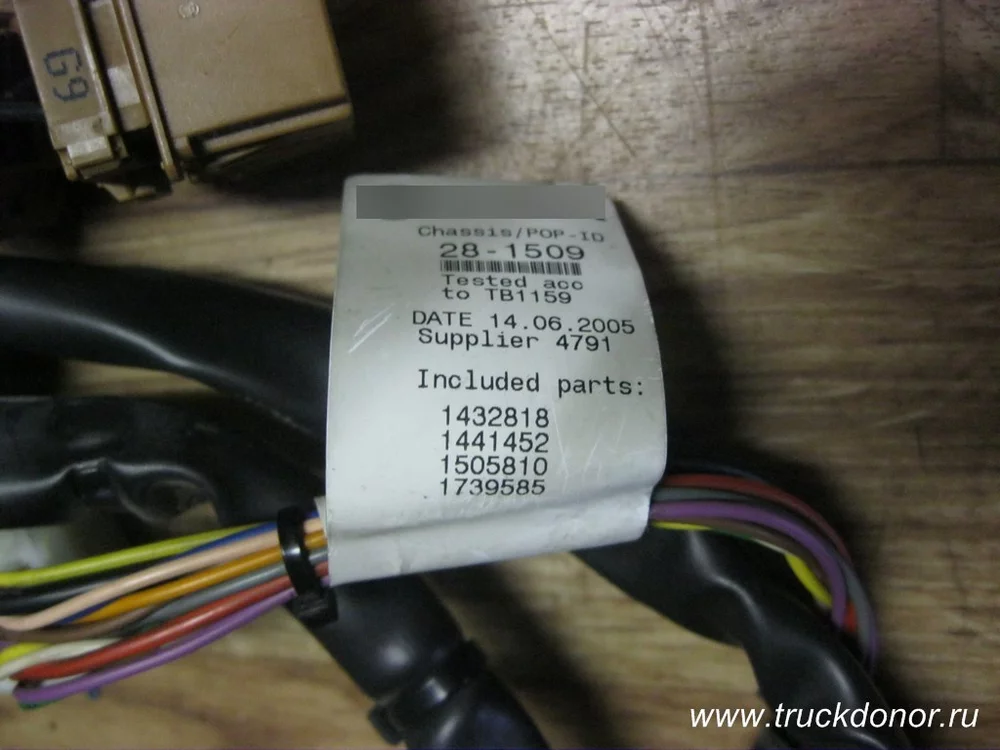 G9
Chassis/POP-ID
28-1509
Tested acc
to TB1159
DATE 14.06.2005
Supplier 4791
Included parts:
1432818
1441452
1505810
1739585
www.truckdonor.ru